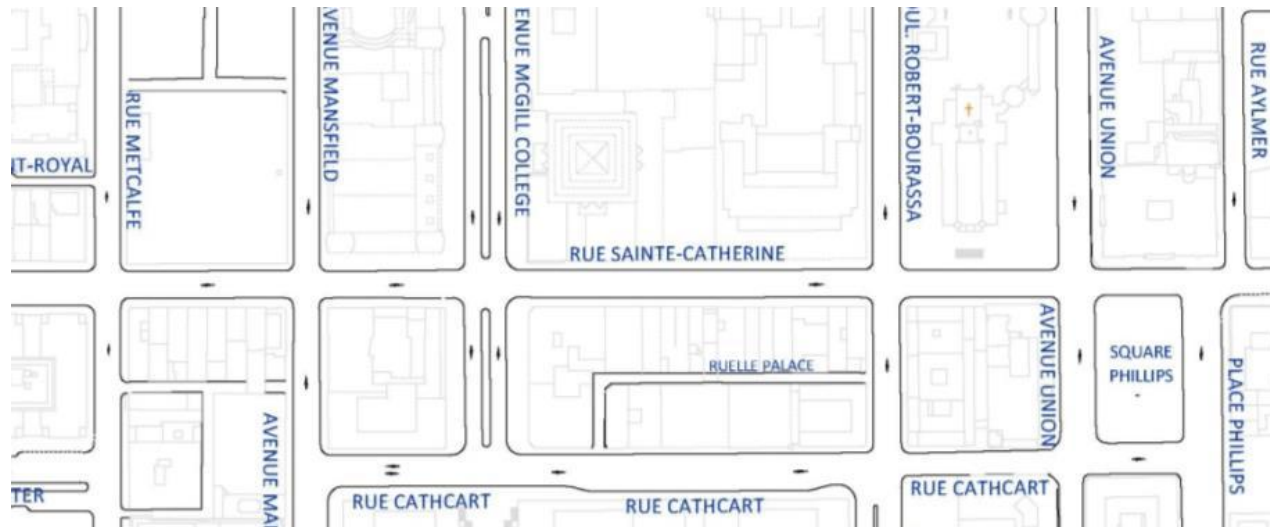 RUE METCALFE
AVENUE MANSFIELD
ENUE MCGILL COLLEGE
UL. ROBERT-BOURASSA
AVENUE UNION
RUE AYLMER
NT-ROYAL
RUE SAINTE-CATHERINE
RUELLE PALACE
AVENUE UNION
SQUARE
PHILLIPS
PLACE PHILLIPS
AVENUE MA
TER
RUE CATHCART
RUE CATHCART
RUE CATHCART